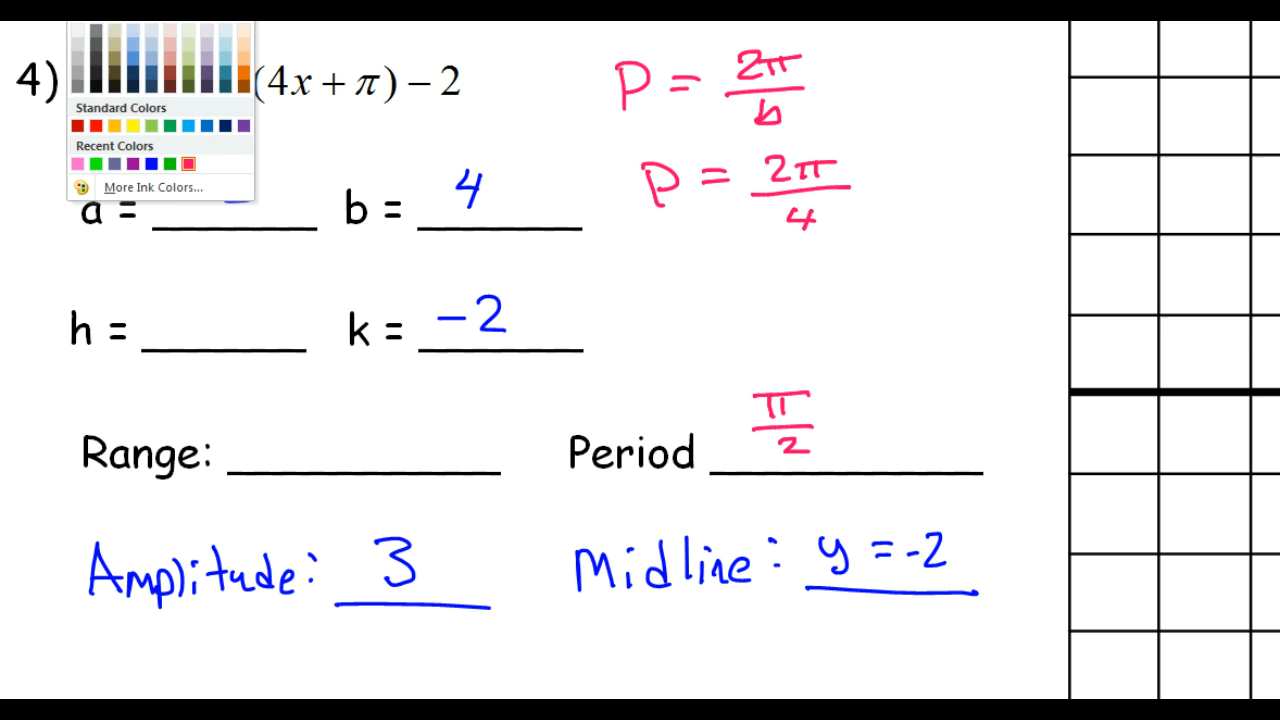 4) (4x + π) − 2
Standard Colors
Recent Colors
More Ink Colors...
P = 2π/b
P = 2π/4
a = b = 4
h = k = -2
Range: Period π/2
Amplitude: 3 Midline: y = -2